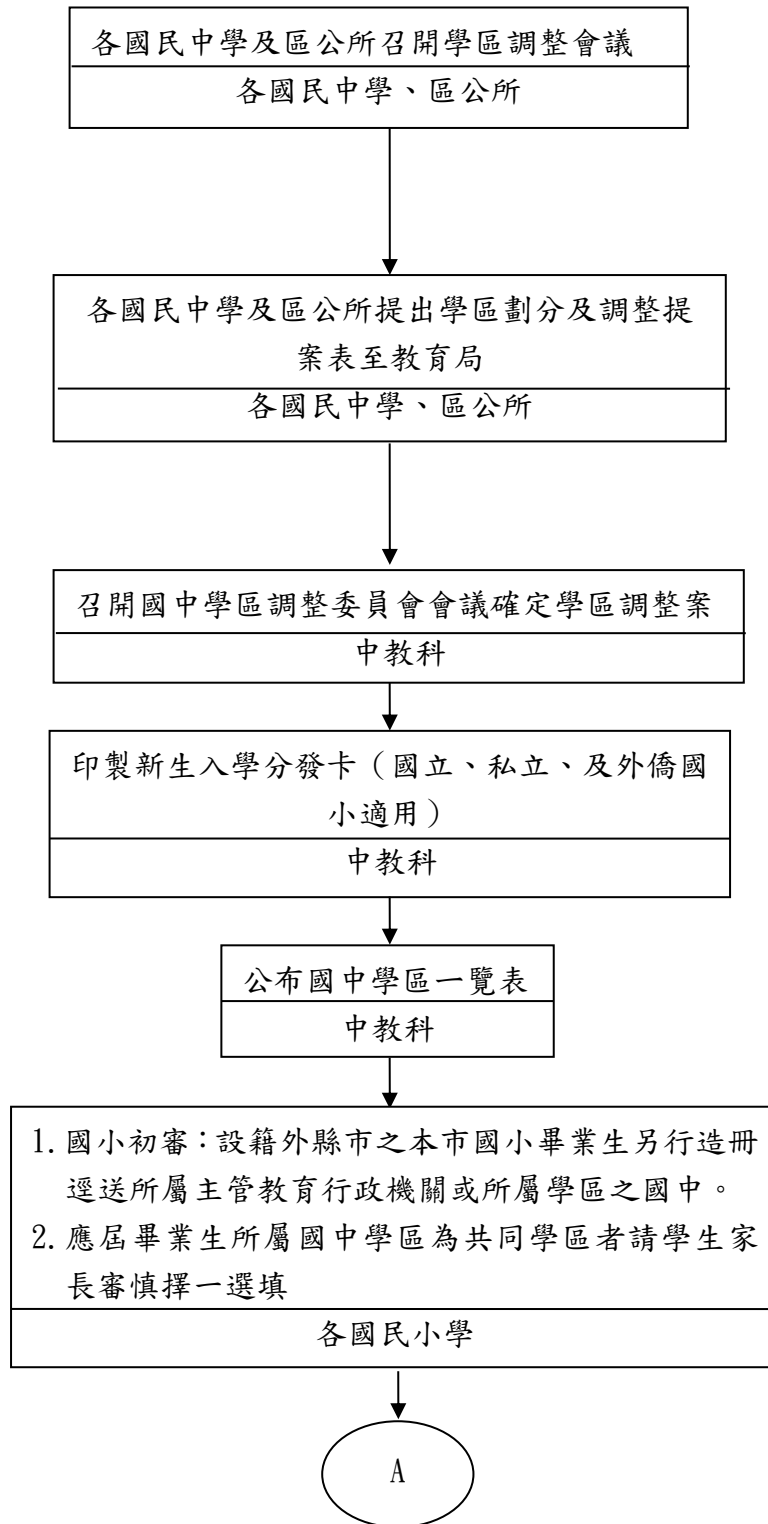 各國民中學及區公所召開學區調整會議
各國民中學、區公所
各國民中學及區公所提出學區劃分及調整提
案表至教育局
各國民中學、區公所
召開國中學區調整委員會會議確定學區調整案
中教科
印製新生入學分發卡（國立、私立、及外僑國
小適用）
中教科
公布國中學區一覽表
中教科
1. 國小初審：設籍外縣市之本市國小畢業生另行造冊
逕送所屬主管教育行政機關或所屬學區之國中。
2. 應屆畢業生所屬國中學區為共同學區者請學生家
長審慎擇一選填
各國民小學
A